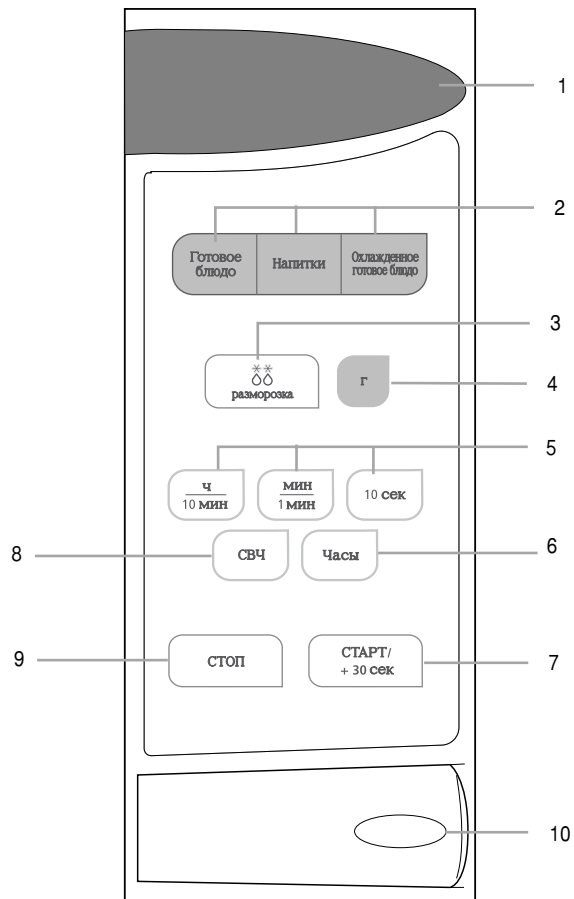 1
2
Готовое
блюдо
Напитки
Охлажденное
готовое блюдо
3
разморозка
г
4
5
ч
10 мин
мин
1 мин
10 сек
8
СВЧ
Часы
6
9
СТОП
СТАРТ/
+ 30 сек
7
10